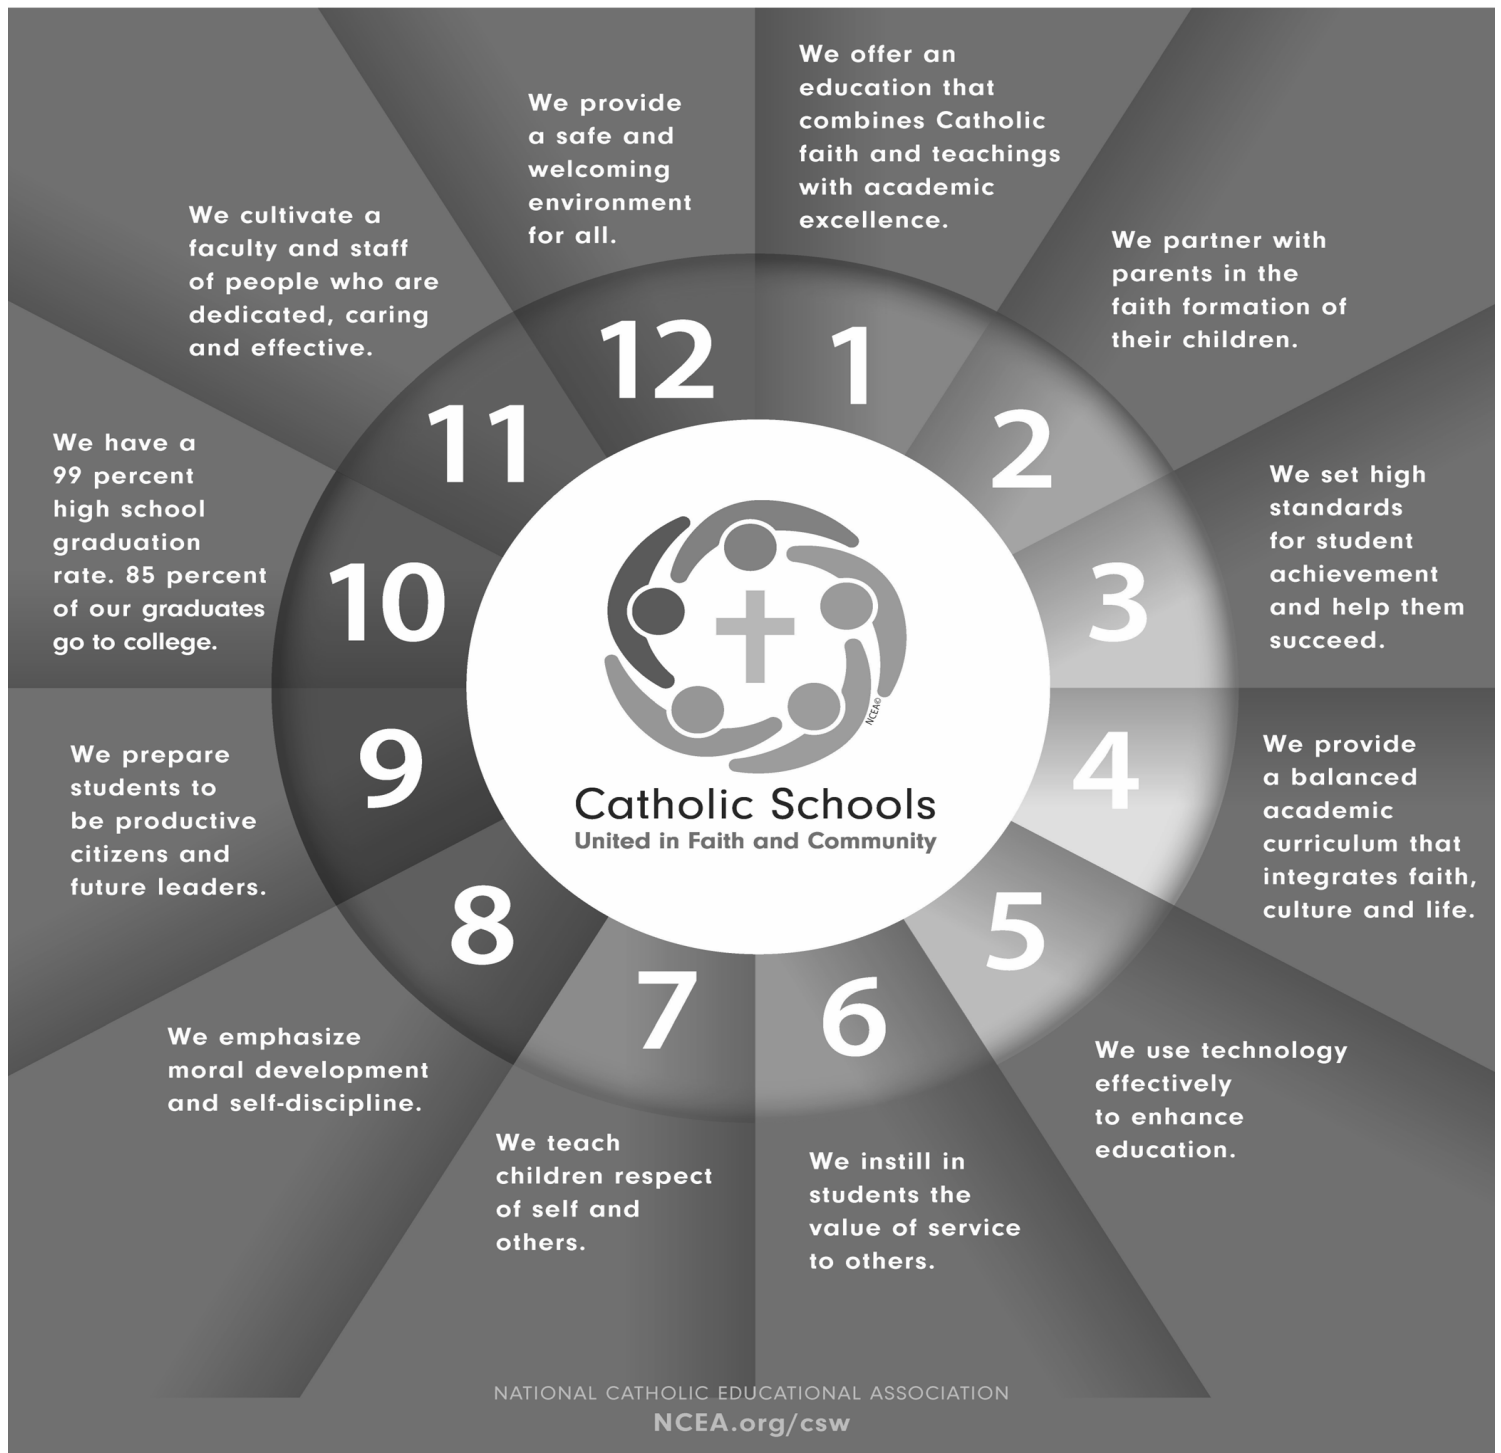 We offer an
education that
combines Catholic
faith and teachings
with academic
excellence.
1
We partner with
parents in the
faith formation of
their children.
2
We set high
standards
for student
achievement
and help them
succeed.
3
We provide
a balanced
academic
curriculum that
integrates faith,
culture and life.
4
We use technology
effectively
to enhance
education.
5
We instill in
students the
value of service
to others.
6
We teach
children respect
of self and
others.
7
We emphasize
moral development
and self-discipline.
8
We prepare
students to
be productive
citizens and
future leaders.
9
We have a
99 percent
high school
graduation
rate. 85 percent
of our graduates
go to college.
10
We cultivate a
faculty and staff
of people who are
dedicated, caring
and effective.
11
We provide
a safe and
welcoming
environment
for all.
12
NCEA©
Catholic Schools
United in Faith and Community
NATIONAL CATHOLIC EDUCATIONAL ASSOCIATION
NCEA.org/csw